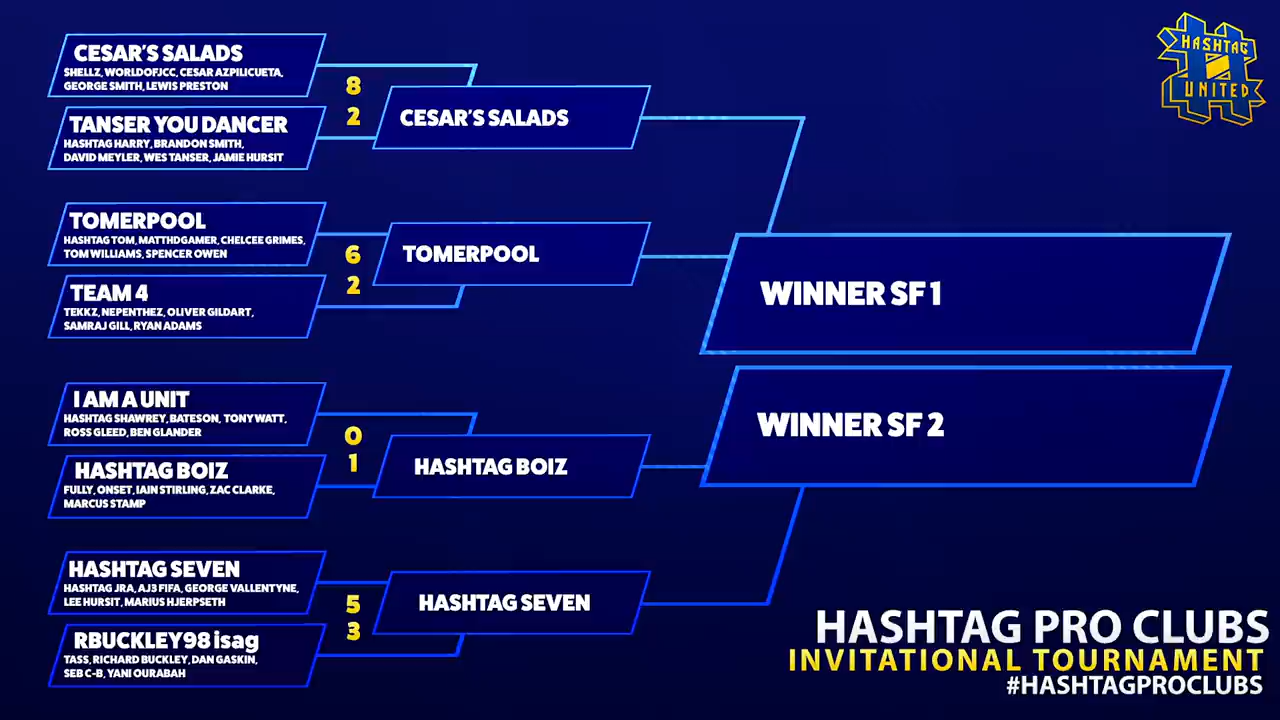 HASHTAG
UNITED
CESAR'S SALADS
SHELLZ, WORLDOFJCC, CESAR AZPILICUETA,
GEORGE SMITH, LEWIS PRESTON
8
2
TANSER YOU DANCER
HASHTAG HARRY, BRANDON SMITH,
DAVID MEYLER, WES TANSER, JAMIE HURSIT
CESAR'S SALADS
TOMERPOOL
HASHTAG TOM, MATTHDGAMER, CHELCEE GRIMES,
TOM WILLIAMS, SPENCER OWEN
6
2
TEAM 4
TEKKZ, NEPENTHEZ, OLIVER GILDART,
SAMRAJ GILL, RYAN ADAMS
TOMERPOOL
WINNER SF 1
I AM A UNIT
HASHTAG SHAWREY, BATESON, TONY WATT,
ROSS GLEED, BEN GLANDER
0
1
HASHTAG BOIZ
FULLY, ONSET, IAIN STIRLING, ZAC CLARKE,
MARCUS STAMP
HASHTAG BOIZ
WINNER SF 2
HASHTAG SEVEN
HASHTAG JRA, AJ3 FIFA, GEORGE VALLENTYNE,
LEE HURSIT, MARIUS HJERPSETH
5
3
RBUCKLEY98 isag
TASS, RICHARD BUCKLEY, DAN GASKIN,
SEB C-B, YANI OURABAH
HASHTAG SEVEN
HASHTAG PRO CLUBS
INVITATIONAL TOURNAMENT
#HASHTAGPROCLUBS